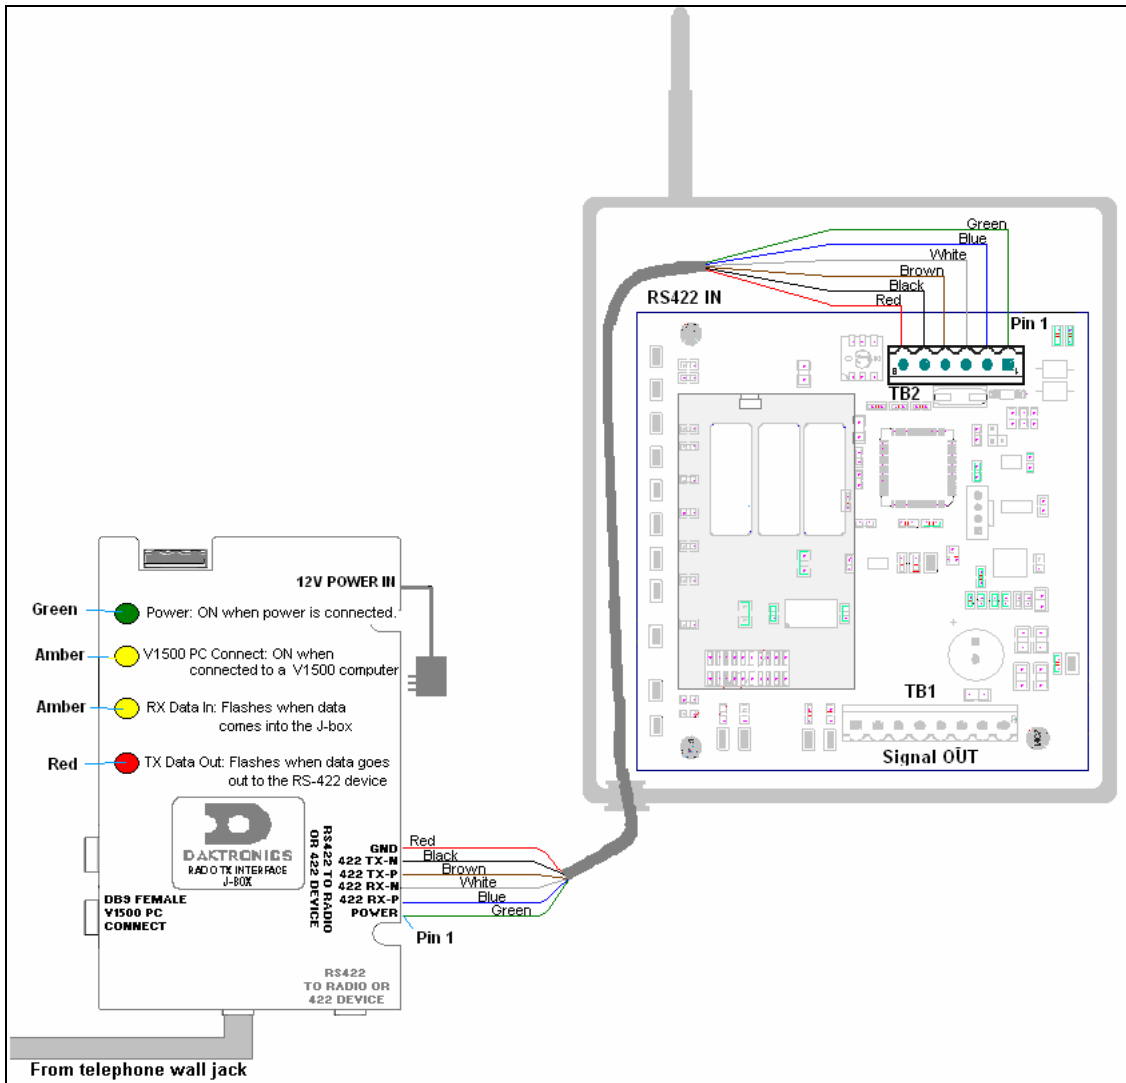 Green
Blue
White
Brown
Black
Red
RS422 IN
Pin 1
TB2
TB1
Signal OUT
12V POWER IN
Green
Power: ON when power is connected.
Amber
V1500 PC Connect: ON when
connected to a V1500 computer
Amber
RX Data In: Flashes when data
comes into the J-box
Red
TX Data Out: Flashes when data goes
out to the RS-422 device
DAKTRONICS
RADIO TX INTERFACE
J-BOX
RS422 TO RADIO
OR 422 DEVICE
GND
422 TX-N
422 TX-P
422 RX-N
422 RX-P
POWER
Red
Black
Brown
White
Blue
Green
Pin 1
DB9 FEMALE
V1500 PC
CONNECT
RS422
TO RADIO OR
422 DEVICE
From telephone wall jack